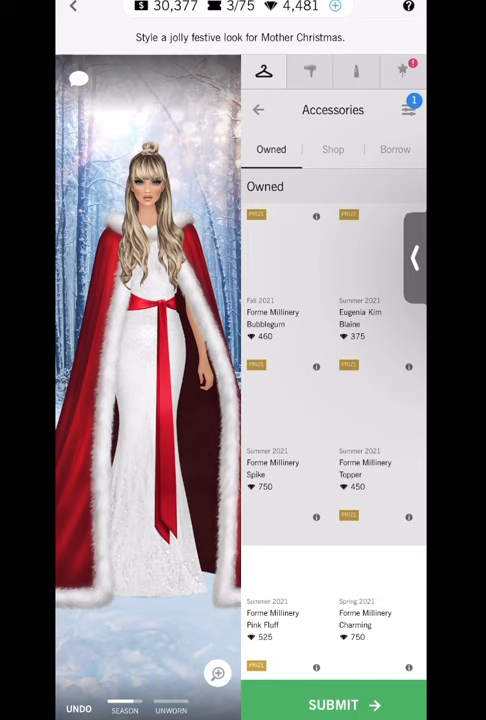 $ 30,377 3/75 4,481
Style a jolly festive look for Mother Christmas.
1
Accessories
Owned Shop Borrow
Owned
PRIZE PRIZE
Fall 2021 Summer 2021
Forme Millinery Eugenia Kim
Bubblegum Blaine
460 375
PRIZE PRIZE
Summer 2021 Summer 2021
Forme Millinery Forme Millinery
Spike Topper
750 450
PRIZE
Summer 2021 Spring 2021
Forme Millinery Forme Millinery
Pink Fluff Charming
525 750
PRIZE
UNDO SEASON UNWORN
SUBMIT